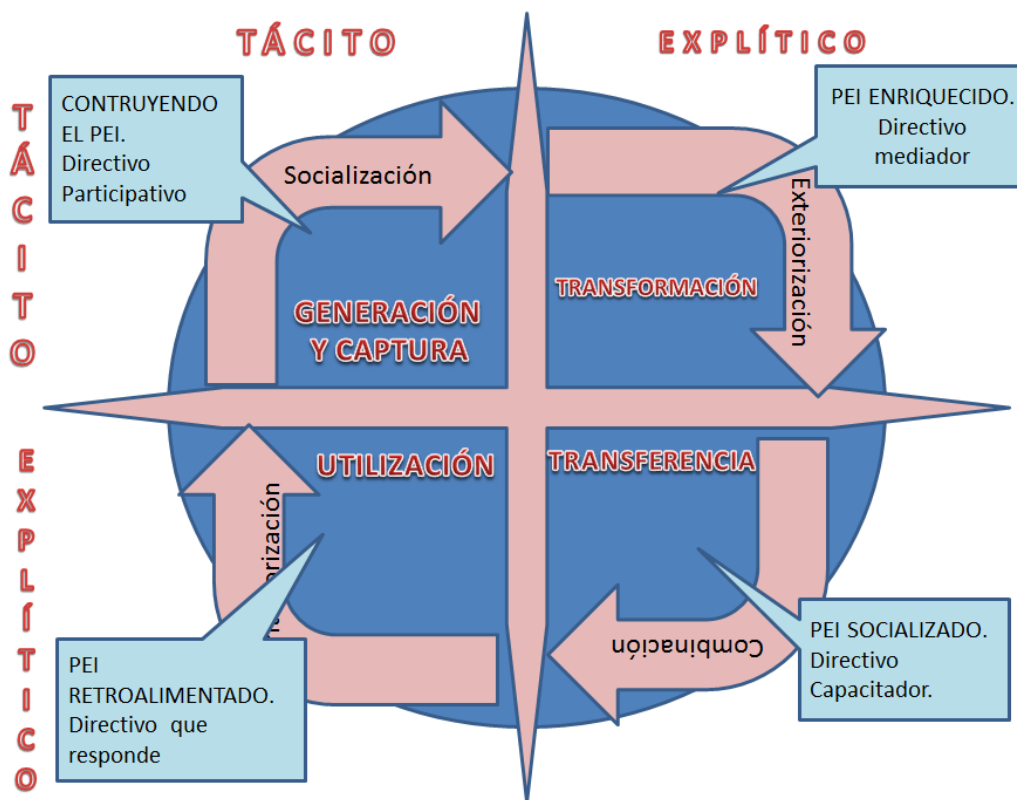 TÁCITO
EXPLÍTICO
TÁCITO
CONTRUYENDO
EL PEI.
Directivo
Participativo
PEI ENRIQUECIDO.
Directivo
mediador
Socialización
Exteriorización
GENERACIÓN
Y CAPTURA
TRANSFORMACIÓN
EXPLÍTICO
UTILIZACIÓN
TRANSFERENCIA
Combinación
PEI
RETROALIMENTADO.
Directivo que
responde
PEI SOCIALIZADO.
Directivo
Capacitador.